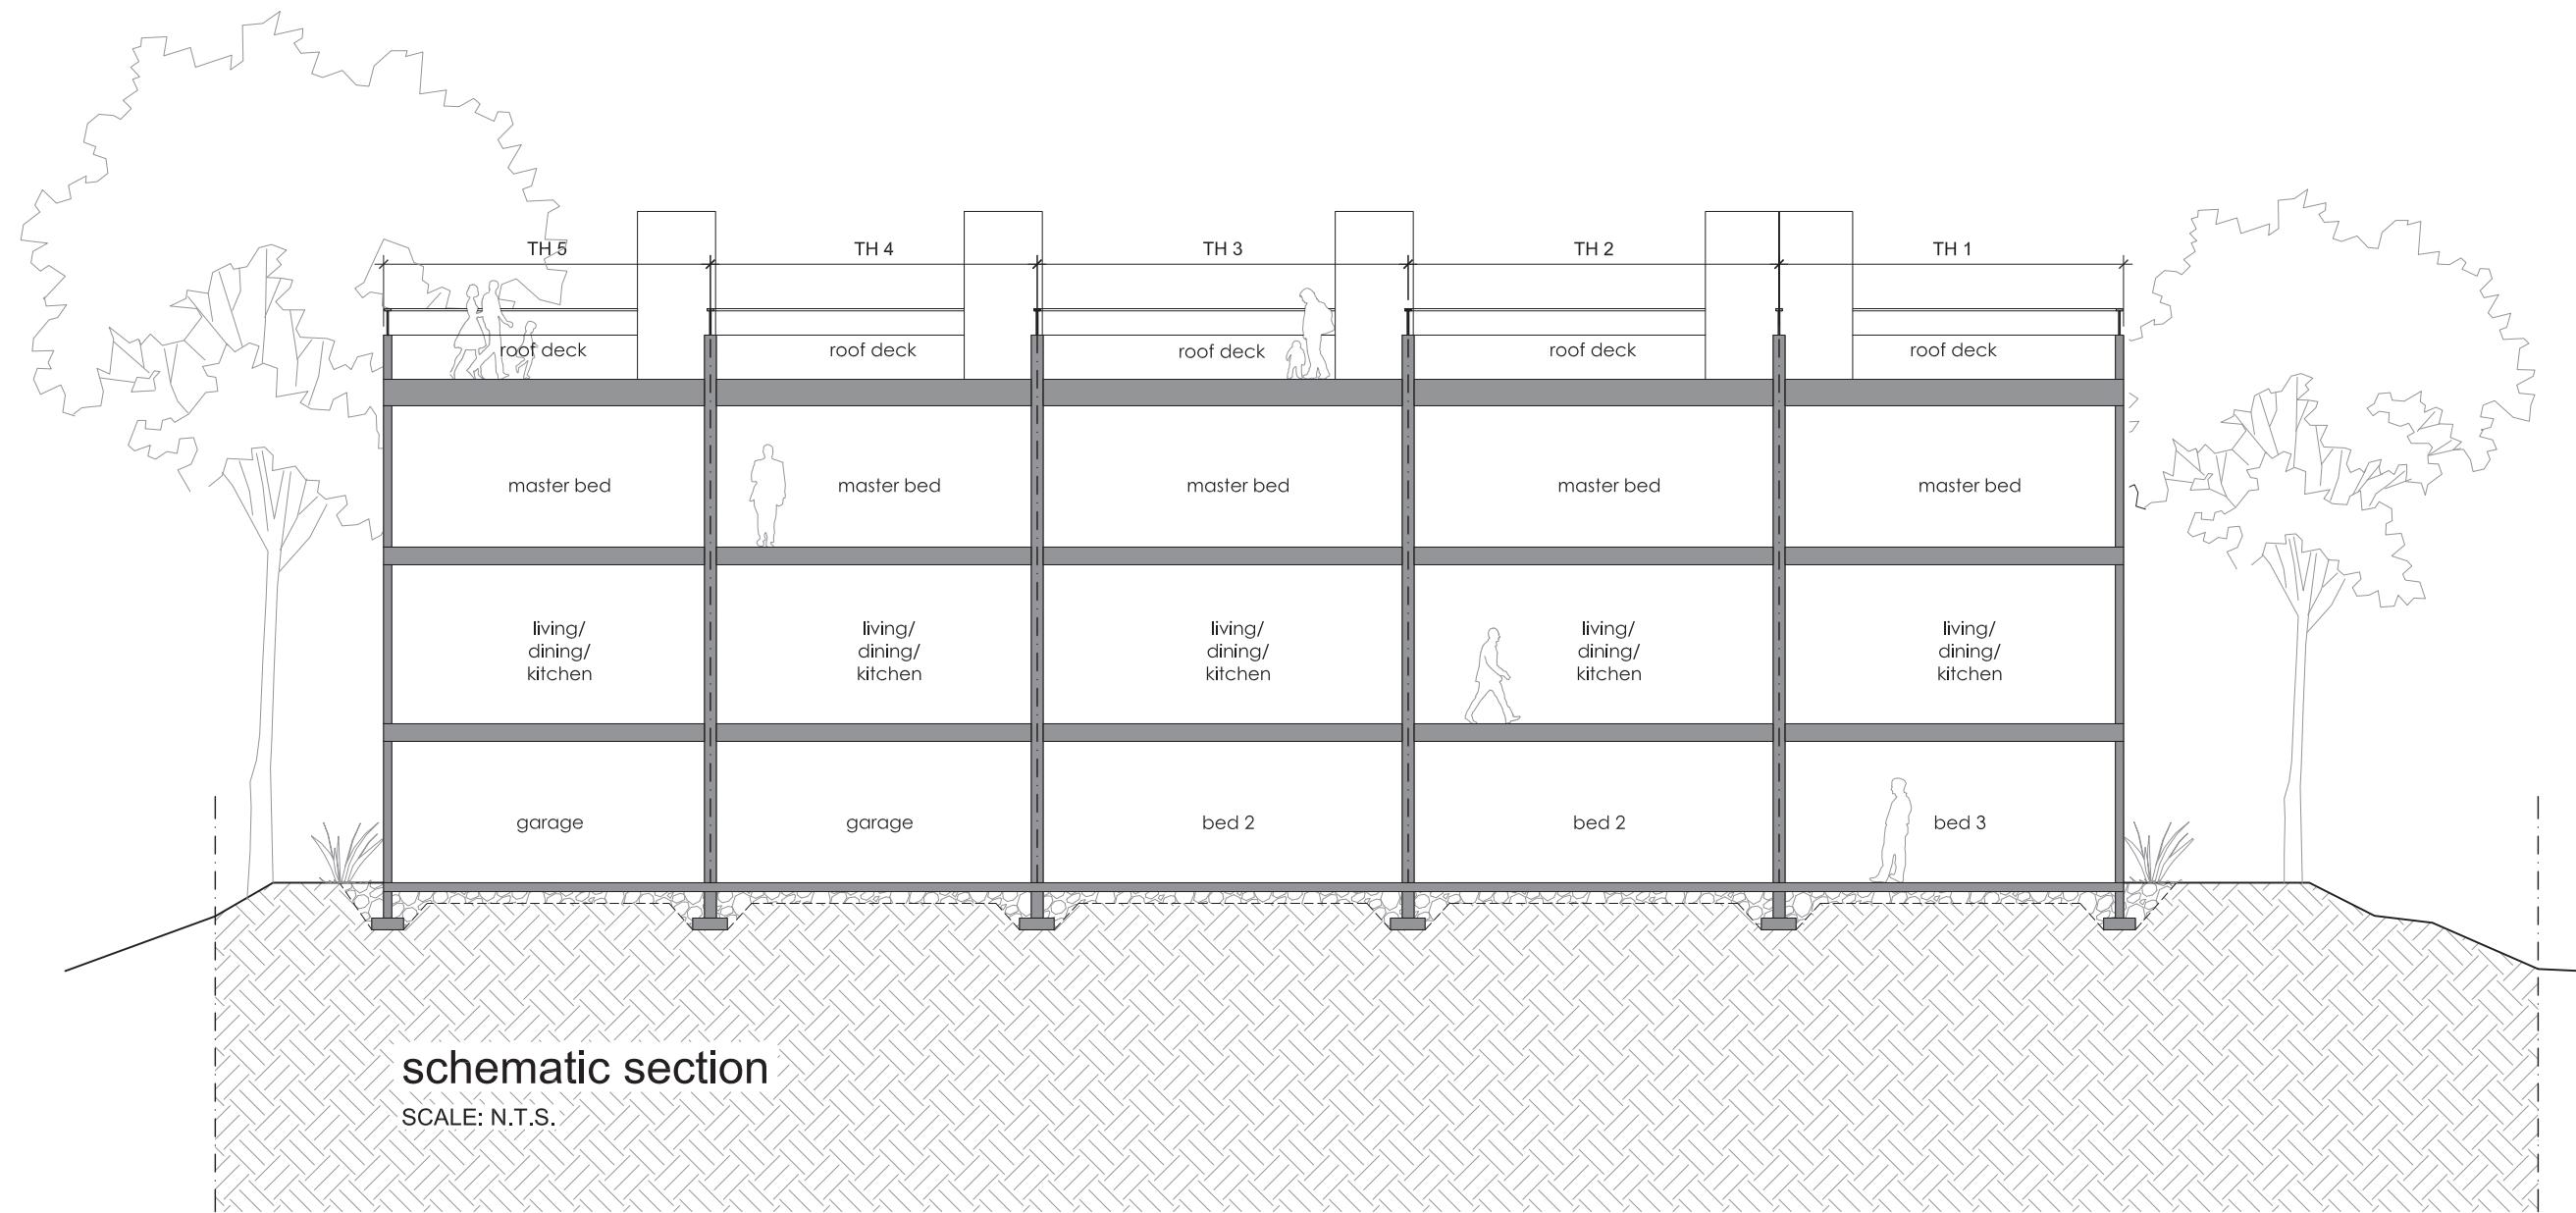 TH 5
TH 4
TH 3
TH 2
TH 1
roof deck
roof deck
roof deck
roof deck
roof deck
master bed
master bed
master bed
master bed
master bed
living/
dining/
kitchen
living/
dining/
kitchen
living/
dining/
kitchen
living/
dining/
kitchen
living/
dining/
kitchen
garage
garage
bed 2
bed 2
bed 3
schematic section
SCALE: N.T.S.